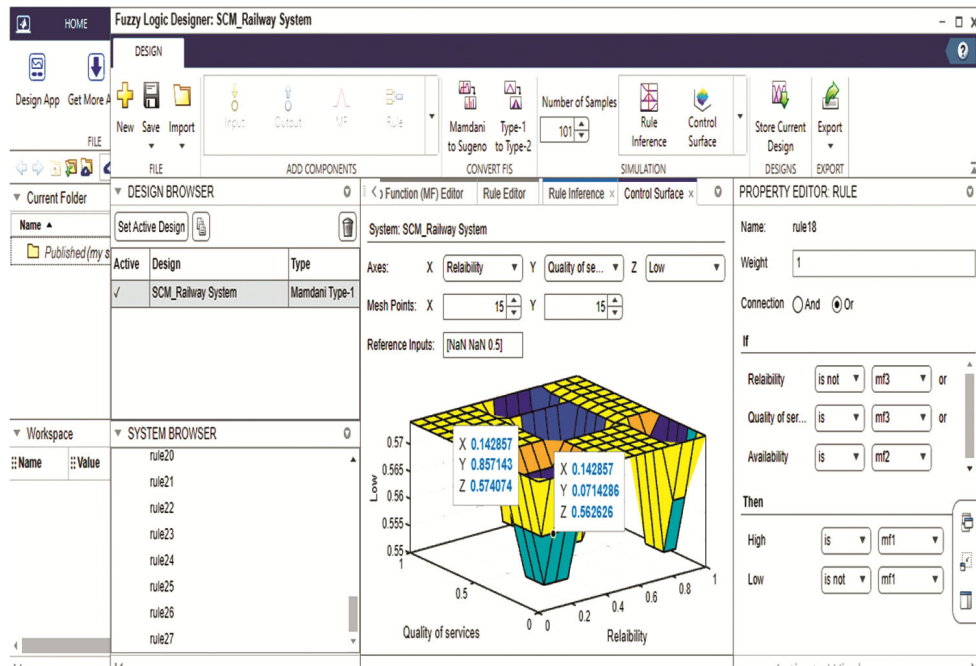 HOME
Fuzzy Logic Designer: SCM_Railway System
DESIGN
Design App
Get More A
FILE
New
Save
Import
FILE
Input
Output
MF
Rule
ADD COMPONENTS
Mamdani to Sugeno
Type-1 to Type-2
CONVERT FIS
Number of Samples
101
Rule Inference
Control Surface
SIMULATION
Store Current Design
DESIGNS
Export
EXPORT
Current Folder
Name
Published (my s
Workspace
Name
Value
DESIGN BROWSER
Set Active Design
Active Design Type
✓ SCM_Railway System Mamdani Type-1
SYSTEM BROWSER
rule20
rule21
rule22
rule23
rule24
rule25
rule26
rule27
Function (MF) Editor
Rule Editor
Rule Inference ×
Control Surface ×
System: SCM_Railway System
Axes: X Relaibility Y Quality of se... Z Low
Mesh Points: X 15 Y 15
Reference Inputs: [NaN NaN 0.5]
Low
0.57
0.565
0.56
0.555
0.55
X 0.142857
Y 0.857143
Z 0.574074
X 0.142857
Y 0.0714286
Z 0.562626
1
0.5
0
Quality of services
0
0.2
0.4
0.6
0.8
1
Relaibility
PROPERTY EDITOR: RULE
Name: rule18
Weight 1
Connection And Or
If
Relaibility is not mf3 or
Quality of ser... is mf3 or
Availability is mf2
Then
High is mf1
Low is not mf1